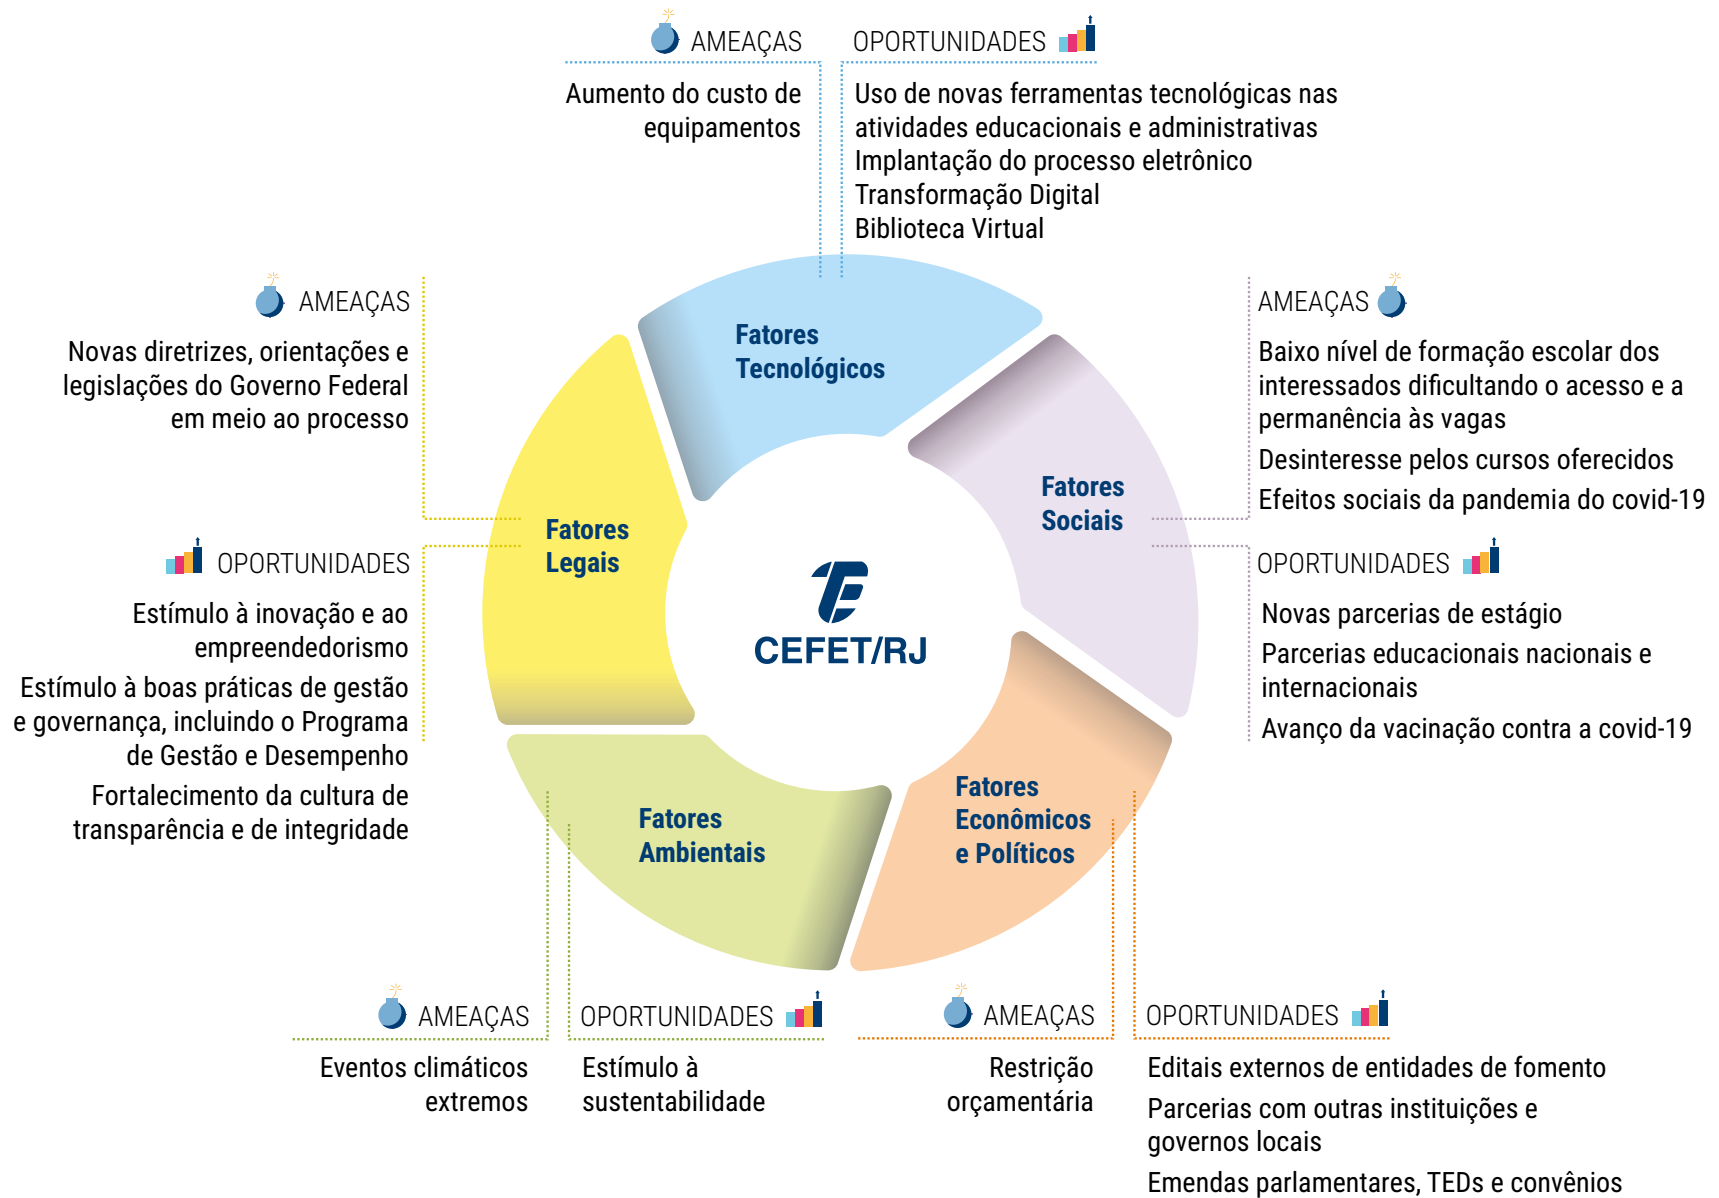 AMEAÇAS
Aumento do custo de
equipamentos
OPORTUNIDADES
Uso de novas ferramentas tecnológicas nas
atividades educacionais e administrativas
Implantação do processo eletrônico
Transformação Digital
Biblioteca Virtual
Fatores
Tecnológicos
AMEAÇAS
Novas diretrizes, orientações e
legislações do Governo Federal
em meio ao processo
OPORTUNIDADES
Estímulo à inovação e ao
empreendedorismo
Estímulo à boas práticas de gestão
e governança, incluindo o Programa
de Gestão e Desempenho
Fortalecimento da cultura de
transparência e de integridade
Fatores
Legais
CEFET/RJ
Fatores
Sociais
AMEAÇAS
Baixo nível de formação escolar dos
interessados dificultando o acesso e a
permanência às vagas
Desinteresse pelos cursos oferecidos
Efeitos sociais da pandemia do covid-19
OPORTUNIDADES
Novas parcerias de estágio
Parcerias educacionais nacionais e
internacionais
Avanço da vacinação contra a covid-19
Fatores
Ambientais
AMEAÇAS
Eventos climáticos
extremos
OPORTUNIDADES
Estímulo à
sustentabilidade
Fatores
Econômicos
e Políticos
AMEAÇAS
Restrição
orçamentária
OPORTUNIDADES
Editais externos de entidades de fomento
Parcerias com outras instituições e
governos locais
Emendas parlamentares, TEDs e convênios